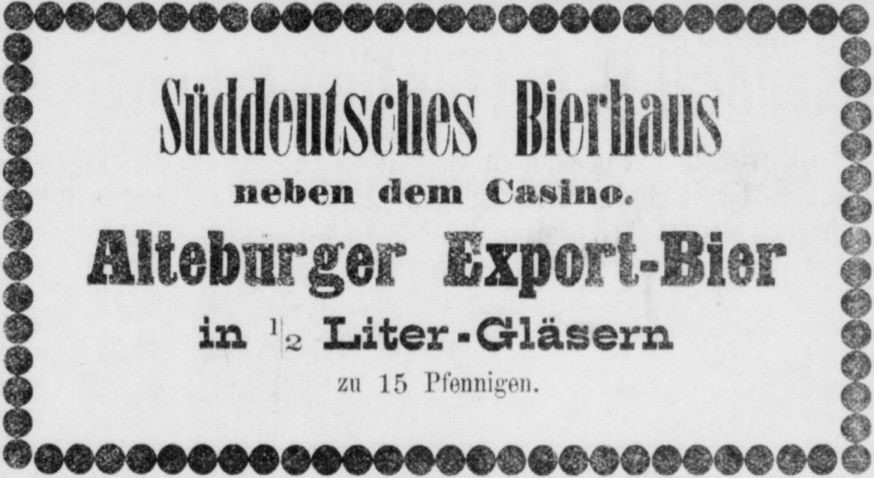 Süddeutsches Bierhaus
neben dem Casino.
Alteburger Export-Bier
in 1/2 Liter-Gläsern
zu 15 Pfennigen.